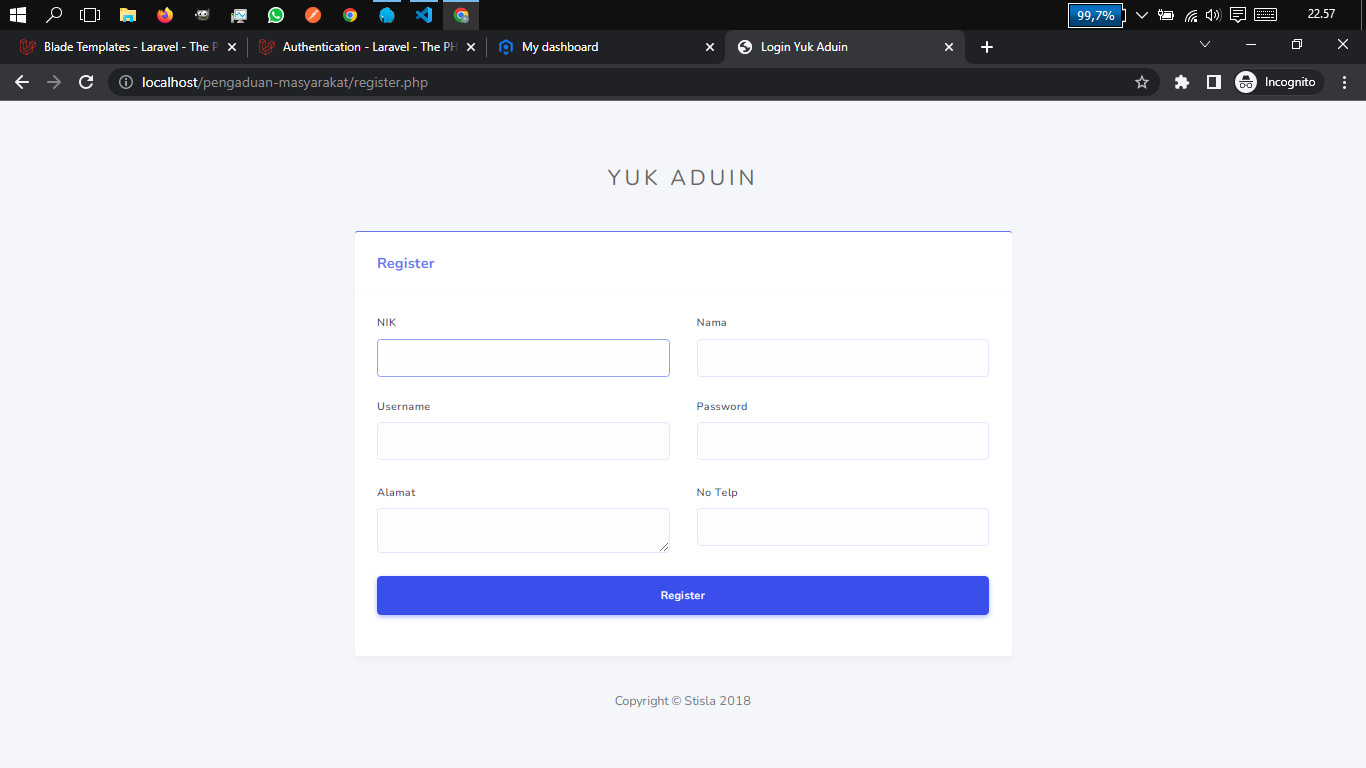 99,7%
22.57
Blade Templates - Laravel - The P
Authentication - Laravel - The PH
My dashboard
Login Yuk Aduin
localhost/pengaduan-masyarakat/register.php
Incognito
YUK ADUIN
Register
NIK
Nama
Username
Password
Alamat
No Telp
Register
Copyright © Stisla 2018